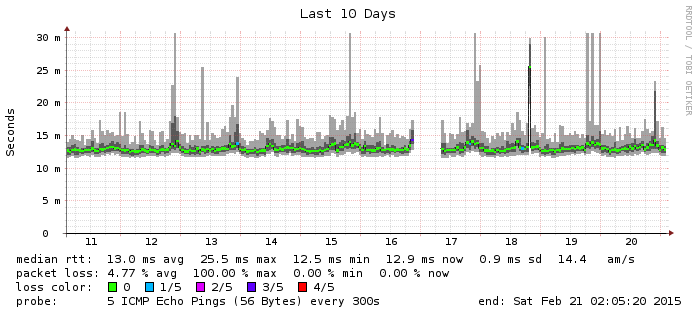 Last 10 Days
RRDTOOL / TOBI OETIKER
Seconds
30 m
25 m
20 m
15 m
10 m
5 m
0
11 12 13 14 15 16 17 18 19 20
median rtt: 13.0 ms avg 25.5 ms max 12.5 ms min 12.9 ms now 0.9 ms sd 14.4 am/s
packet loss: 4.77 % avg 100.00 % max 0.00 % min 0.00 % now
loss color: 0 1/5 2/5 3/5 4/5
probe: 5 ICMP Echo Pings (56 Bytes) every 300s end: Sat Feb 21 02:05:20 2015